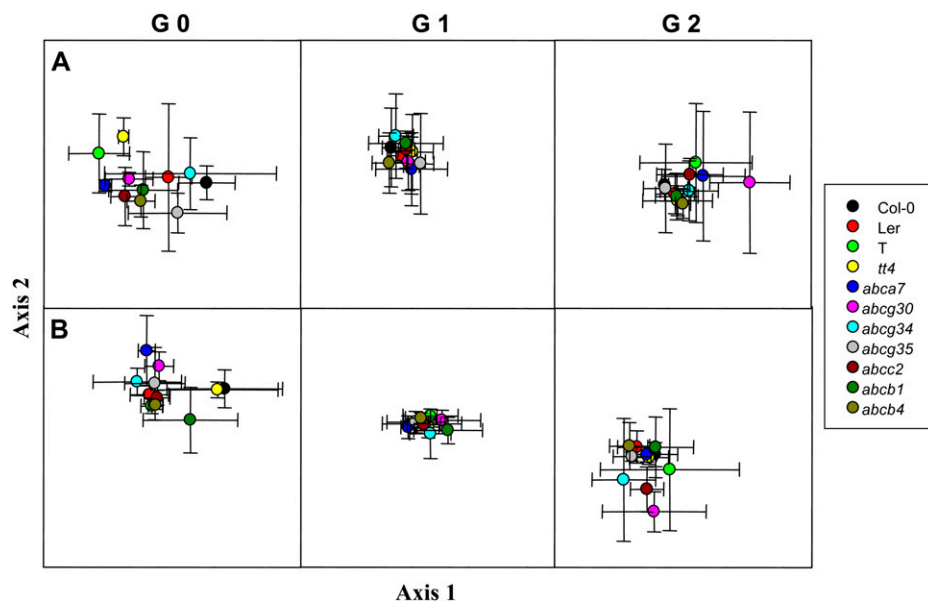 G 0 G 1 G 2
A
B
Axis 2
Axis 1
Col-0
Ler
T
tt4
abca7
abcg30
abcg34
abcg35
abcc2
abcb1
abcb4